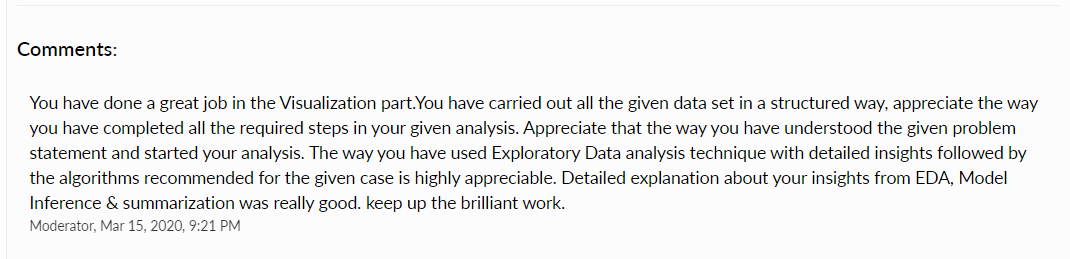 Comments:
You have done a great job in the Visualization part.You have carried out all the given data set in a structured way, appreciate the way
you have completed all the required steps in your given analysis. Appreciate that the way you have understood the given problem
statement and started your analysis. The way you have used Exploratory Data analysis technique with detailed insights followed by
the algorithms recommended for the given case is highly appreciable. Detailed explanation about your insights from EDA, Model
Inference & summarization was really good. keep up the brilliant work.
Moderator, Mar 15, 2020, 9:21 PM